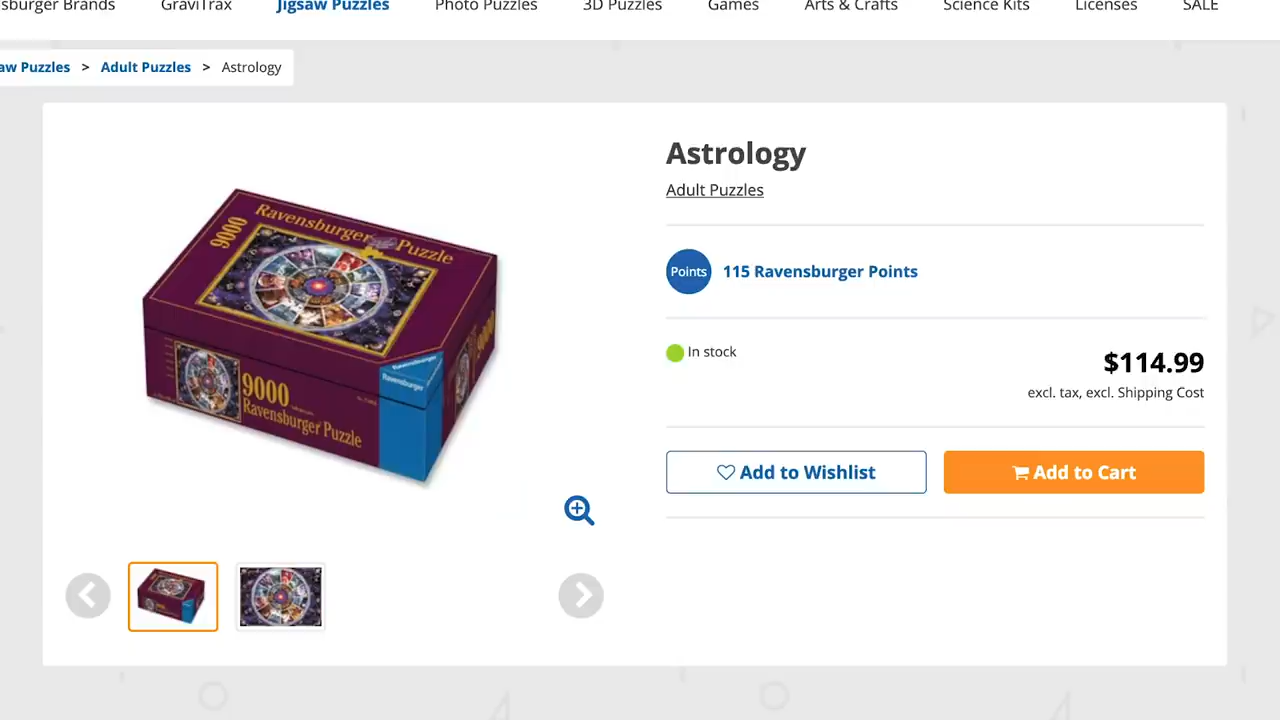 sburger Brands GraviTrax Jigsaw Puzzles Photo Puzzles 3D Puzzles Games Arts & Crafts Science Kits Licenses SALE
aw Puzzles > Adult Puzzles > Astrology
Astrology
Adult Puzzles
Points 115 Ravensburger Points
In stock
$114.99
excl. tax, excl. Shipping Cost
Add to Wishlist Add to Cart
Ravensburger Puzzle
9000
Ravensburger
9000
Ravensburger Puzzle
9000